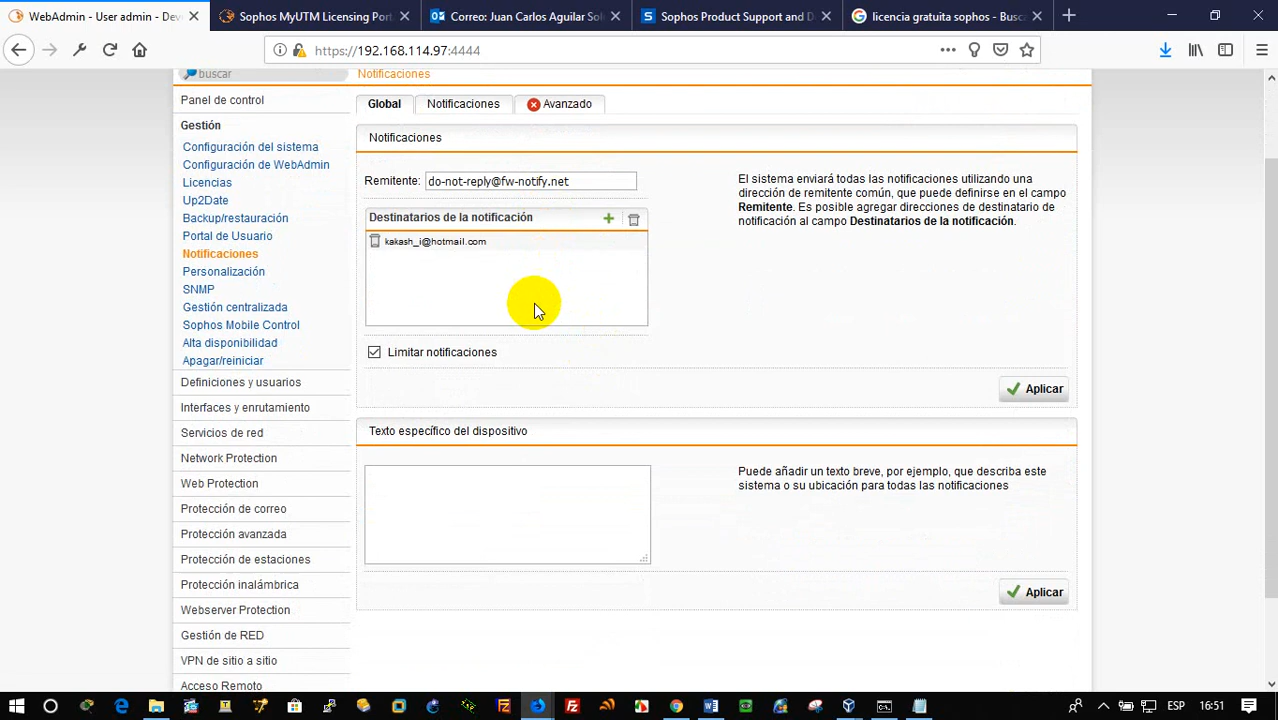 WebAdmin - User admin - Dev
Sophos MyUTM Licensing Port
Correo: Juan Carlos Aguilar So
Sophos Product Support and D
licencia gratuita sophos - Busc
https://192.168.114.97:4444
buscar
Notificaciones
Panel de control
Gestión
Configuración del sistema
Configuración de WebAdmin
Licencias
Up2Date
Backup/restauración
Portal de Usuario
Notificaciones
Personalización
SNMP
Gestión centralizada
Sophos Mobile Control
Alta disponibilidad
Apagar/reiniciar
Definiciones y usuarios
Interfaces y enrutamiento
Servicios de red
Network Protection
Web Protection
Protección de correo
Protección avanzada
Protección de estaciones
Protección inalámbrica
Webserver Protection
Gestión de RED
VPN de sitio a sitio
Acceso Remoto
Global
Notificaciones
Avanzado
Notificaciones
Remitente: do-not-reply@fw-notify.net
Destinatarios de la notificación
kakash_i@hotmail.com
Limitar notificaciones
El sistema enviará todas las notificaciones utilizando una
dirección de remitente común, que puede definirse en el campo
Remitente. Es posible agregar direcciones de destinatario de
notificación al campo Destinatarios de la notificación.
Aplicar
Texto específico del dispositivo
Puede añadir un texto breve, por ejemplo, que describa este
sistema o su ubicación para todas las notificaciones
Aplicar
ESP
16:51